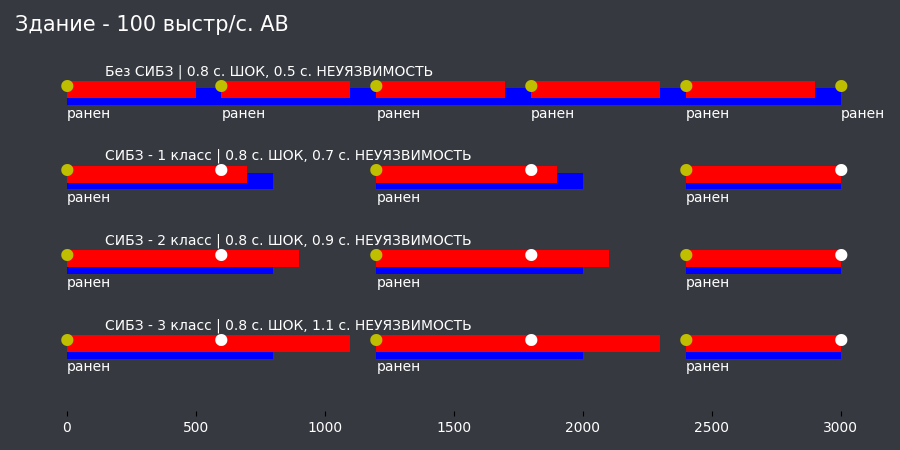 Здание - 100 выстр/с. АВ
Без СИБЗ | 0.8 с. ШОК, 0.5 с. НЕУЯЗВИМОСТЬ
ранен ранен ранен ранен ранен ранен
СИБЗ - 1 класс | 0.8 с. ШОК, 0.7 с. НЕУЯЗВИМОСТЬ
ранен ранен ранен
СИБЗ - 2 класс | 0.8 с. ШОК, 0.9 с. НЕУЯЗВИМОСТЬ
ранен ранен ранен
СИБЗ - 3 класс | 0.8 с. ШОК, 1.1 с. НЕУЯЗВИМОСТЬ
ранен ранен ранен
0 500 1000 1500 2000 2500 3000